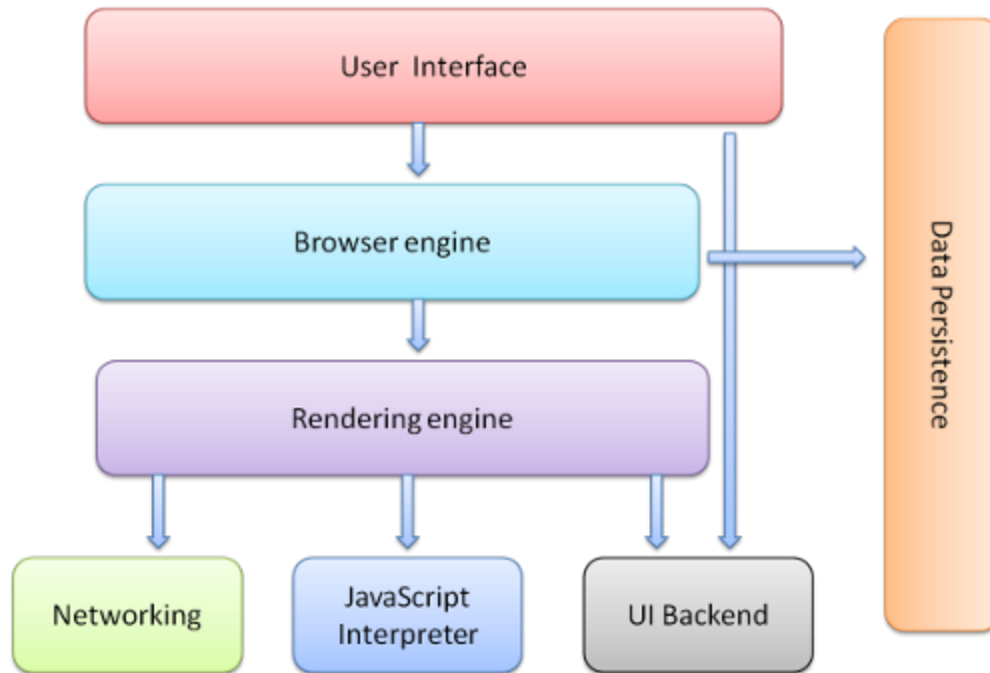 User Interface
Browser engine
Data Persistence
Rendering engine
Networking
JavaScript
Interpreter
UI Backend